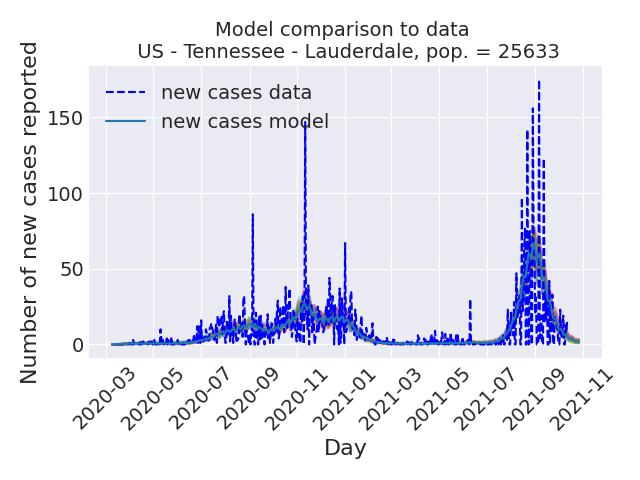 Model comparison to data
US - Tennessee - Lauderdale, pop. = 25633
Number of new cases reported
new cases data
new cases model
150
100
50
0
2020-03
2020-05
2020-07
2020-09
2020-11
2021-01
2021-03
2021-05
2021-07
2021-09
2021-11
Day